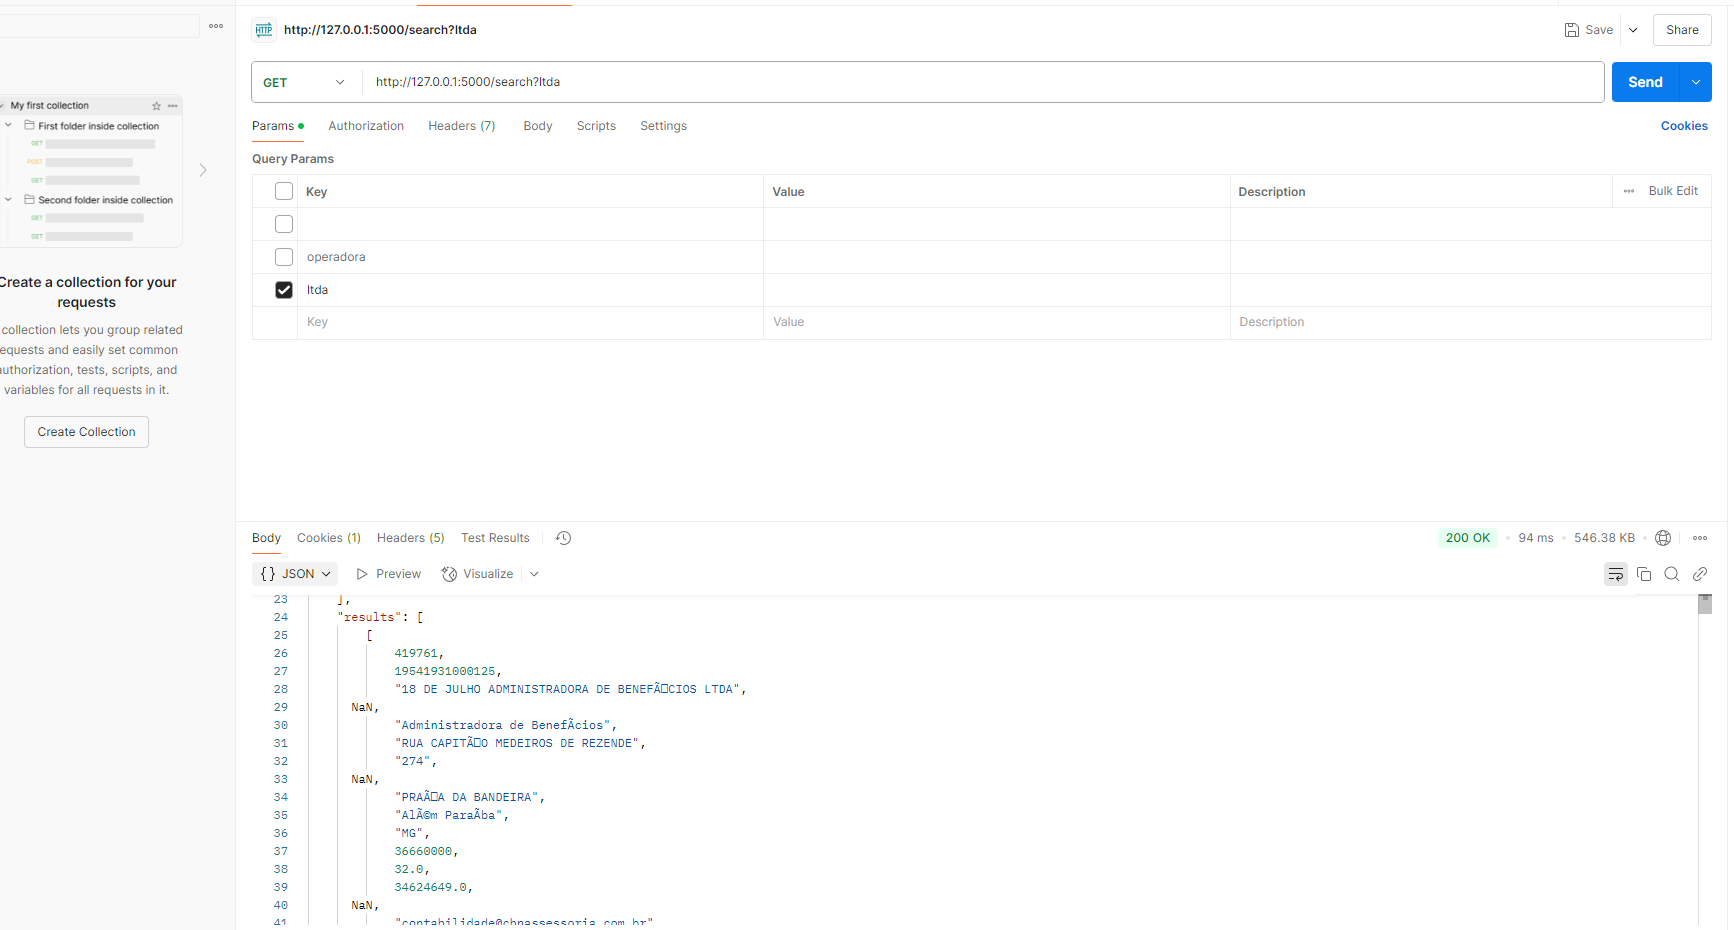 HTTP http://127.0.0.1:5000/search?ltda
Save
Share
GET http://127.0.0.1:5000/search?ltda
Send
Params Authorization Headers (7) Body Scripts Settings
Cookies
Query Params
Key Value Description Bulk Edit
operadora
ltda
Key Value Description
My first collection
First folder inside collection
GET
POST
GET
Second folder inside collection
GET
GET
Create a collection for your
requests
collection lets you group related
equests and easily set common
uthorization, tests, scripts, and
variables for all requests in it.
Create Collection
Body Cookies (1) Headers (5) Test Results
200 OK • 94 ms • 546.38 KB
{} JSON Preview Visualize
23 ],
24 "results": [
25 [
26 419761,
27 19541931000125,
28 "18 DE JULHO ADMINISTRADORA DE BENEFÃ□CIOS LTDA",
29 NaN,
30 "Administradora de BenefÃcios",
31 "RUA CAPITÃ□O MEDEIROS DE REZENDE",
32 "274",
33 NaN,
34 "PRAÃ□A DA BANDEIRA",
35 "AlÃ©m ParaÃba",
36 "MG",
37 36660000,
38 32.0,
39 34624649.0,
40 NaN,
41 "contabilidade@cbnassessoria.com.br"